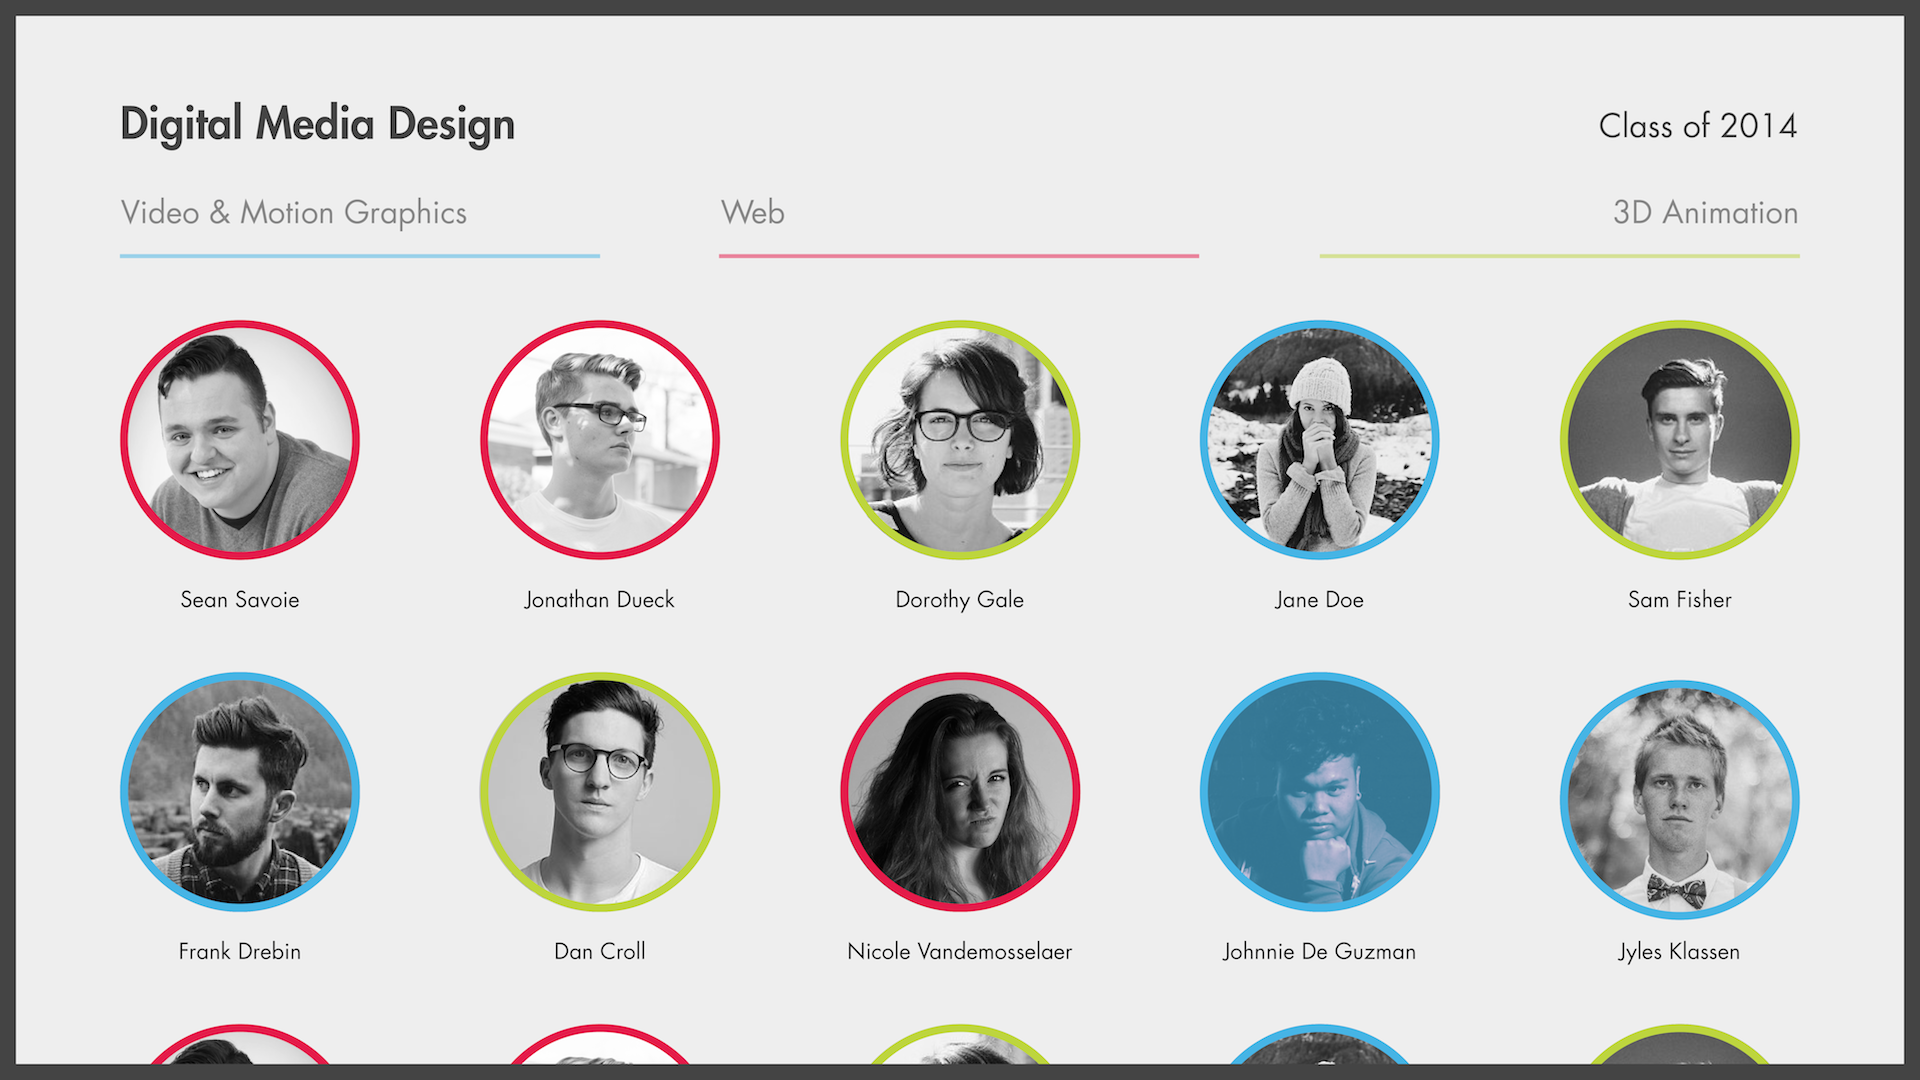 Digital Media Design
Class of 2014
Video & Motion Graphics
Web
3D Animation
Sean Savoie
Jonathan Dueck
Dorothy Gale
Jane Doe
Sam Fisher
Frank Drebin
Dan Croll
Nicole Vandemosselaer
Johnnie De Guzman
Jyles Klassen